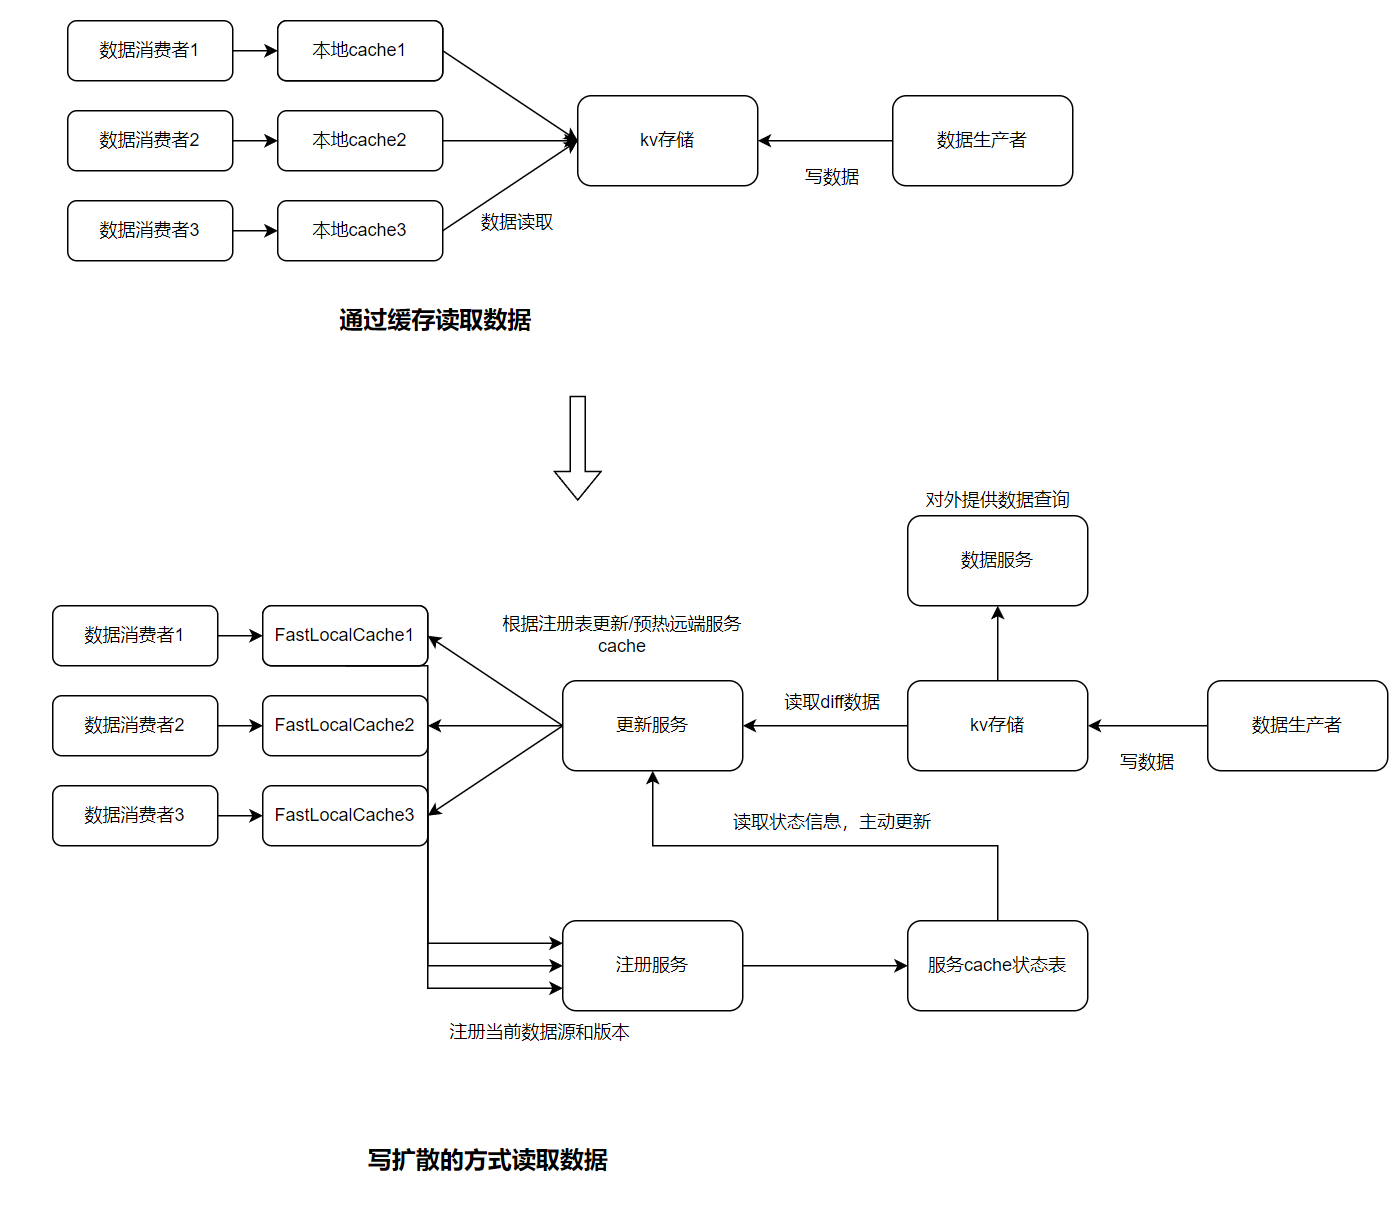 数据消费者1
本地cache1
数据消费者2
本地cache2
kv存储
数据生产者
写数据
数据消费者3
本地cache3
数据读取
通过缓存读取数据
对外提供数据查询
数据服务
数据消费者1
FastLocalCache1
根据注册表更新/预热远端服务
cache
数据消费者2
FastLocalCache2
更新服务
读取diff数据
kv存储
数据生产者
写数据
数据消费者3
FastLocalCache3
读取状态信息，主动更新
注册服务
服务cache状态表
注册当前数据源和版本
写扩散的方式读取数据